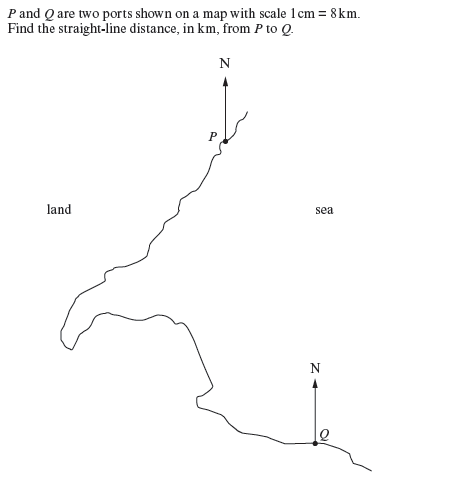 P and Q are two ports shown on a map with scale 1 cm = 8 km.
Find the straight-line distance, in km, from P to Q.
N
P
land
sea
N
Q